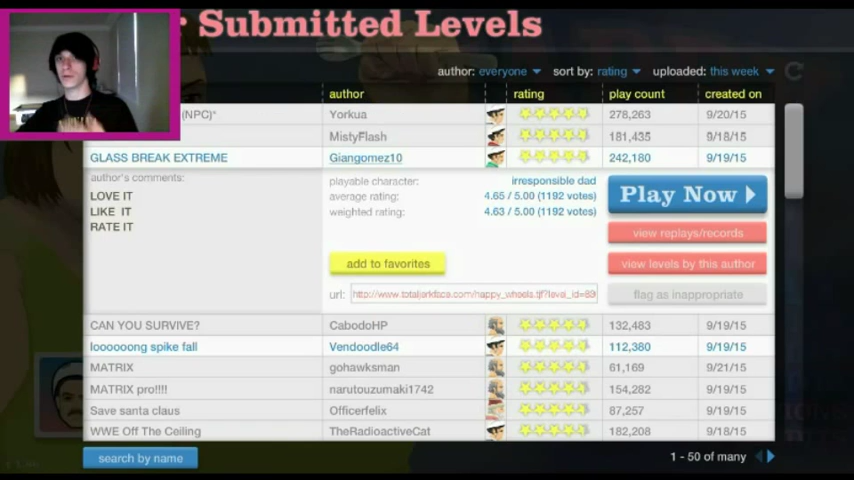 Submitted Levels
author: everyone sort by: rating uploaded: this week
author rating play count created on
(NPC)* Yorkua 278,263 9/20/15
MistyFlash 181,435 9/18/15
GLASS BREAK EXTREME Giangomez10 242,180 9/19/15
author's comments:
LOVE IT
LIKE IT
RATE IT
playable character: irresponsible dad
average rating: 4.65 / 5.00 (1192 votes)
weighted rating: 4.63 / 5.00 (1192 votes)
add to favorites
url: http://www.totaljerkface.com/happy_wheels.tjf?level_id=
Play Now
view replays/records
view levels by this author
flag as inappropriate
CAN YOU SURVIVE? CabodoHP 132,483 9/19/15
loooooong spike fall Vendoodle64 112,380 9/19/15
MATRIX gohawksman 61,169 9/21/15
MATRIX pro!!!! narutouzumaki1742 154,282 9/19/15
Save santa claus Officerfelix 87,257 9/19/15
WWE Off The Ceiling TheRadioactiveCat 182,208 9/18/15
search by name
1 - 50 of many